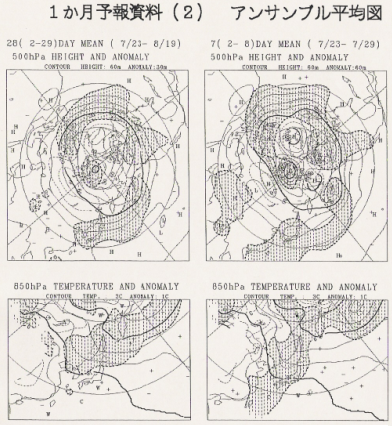 1か月予報資料(2) アンサンブル平均図
28( 2-29)DAY MEAN ( 7/23- 8/19)
500hPa HEIGHT AND ANOMALY
CONTOUR HEIGHT: 60m ANOMALY:30m
7( 2- 8)DAY MEAN ( 7/23- 7/29)
500hPa HEIGHT AND ANOMALY
CONTOUR HEIGHT: 60m ANOMALY:60m
850hPa TEMPERATURE AND ANOMALY
CONTOUR TEMP. 3C ANOMALY 1C
850hPa TEMPERATURE AND ANOMALY
CONTOUR TEMP 3C ANOMALY: 1C